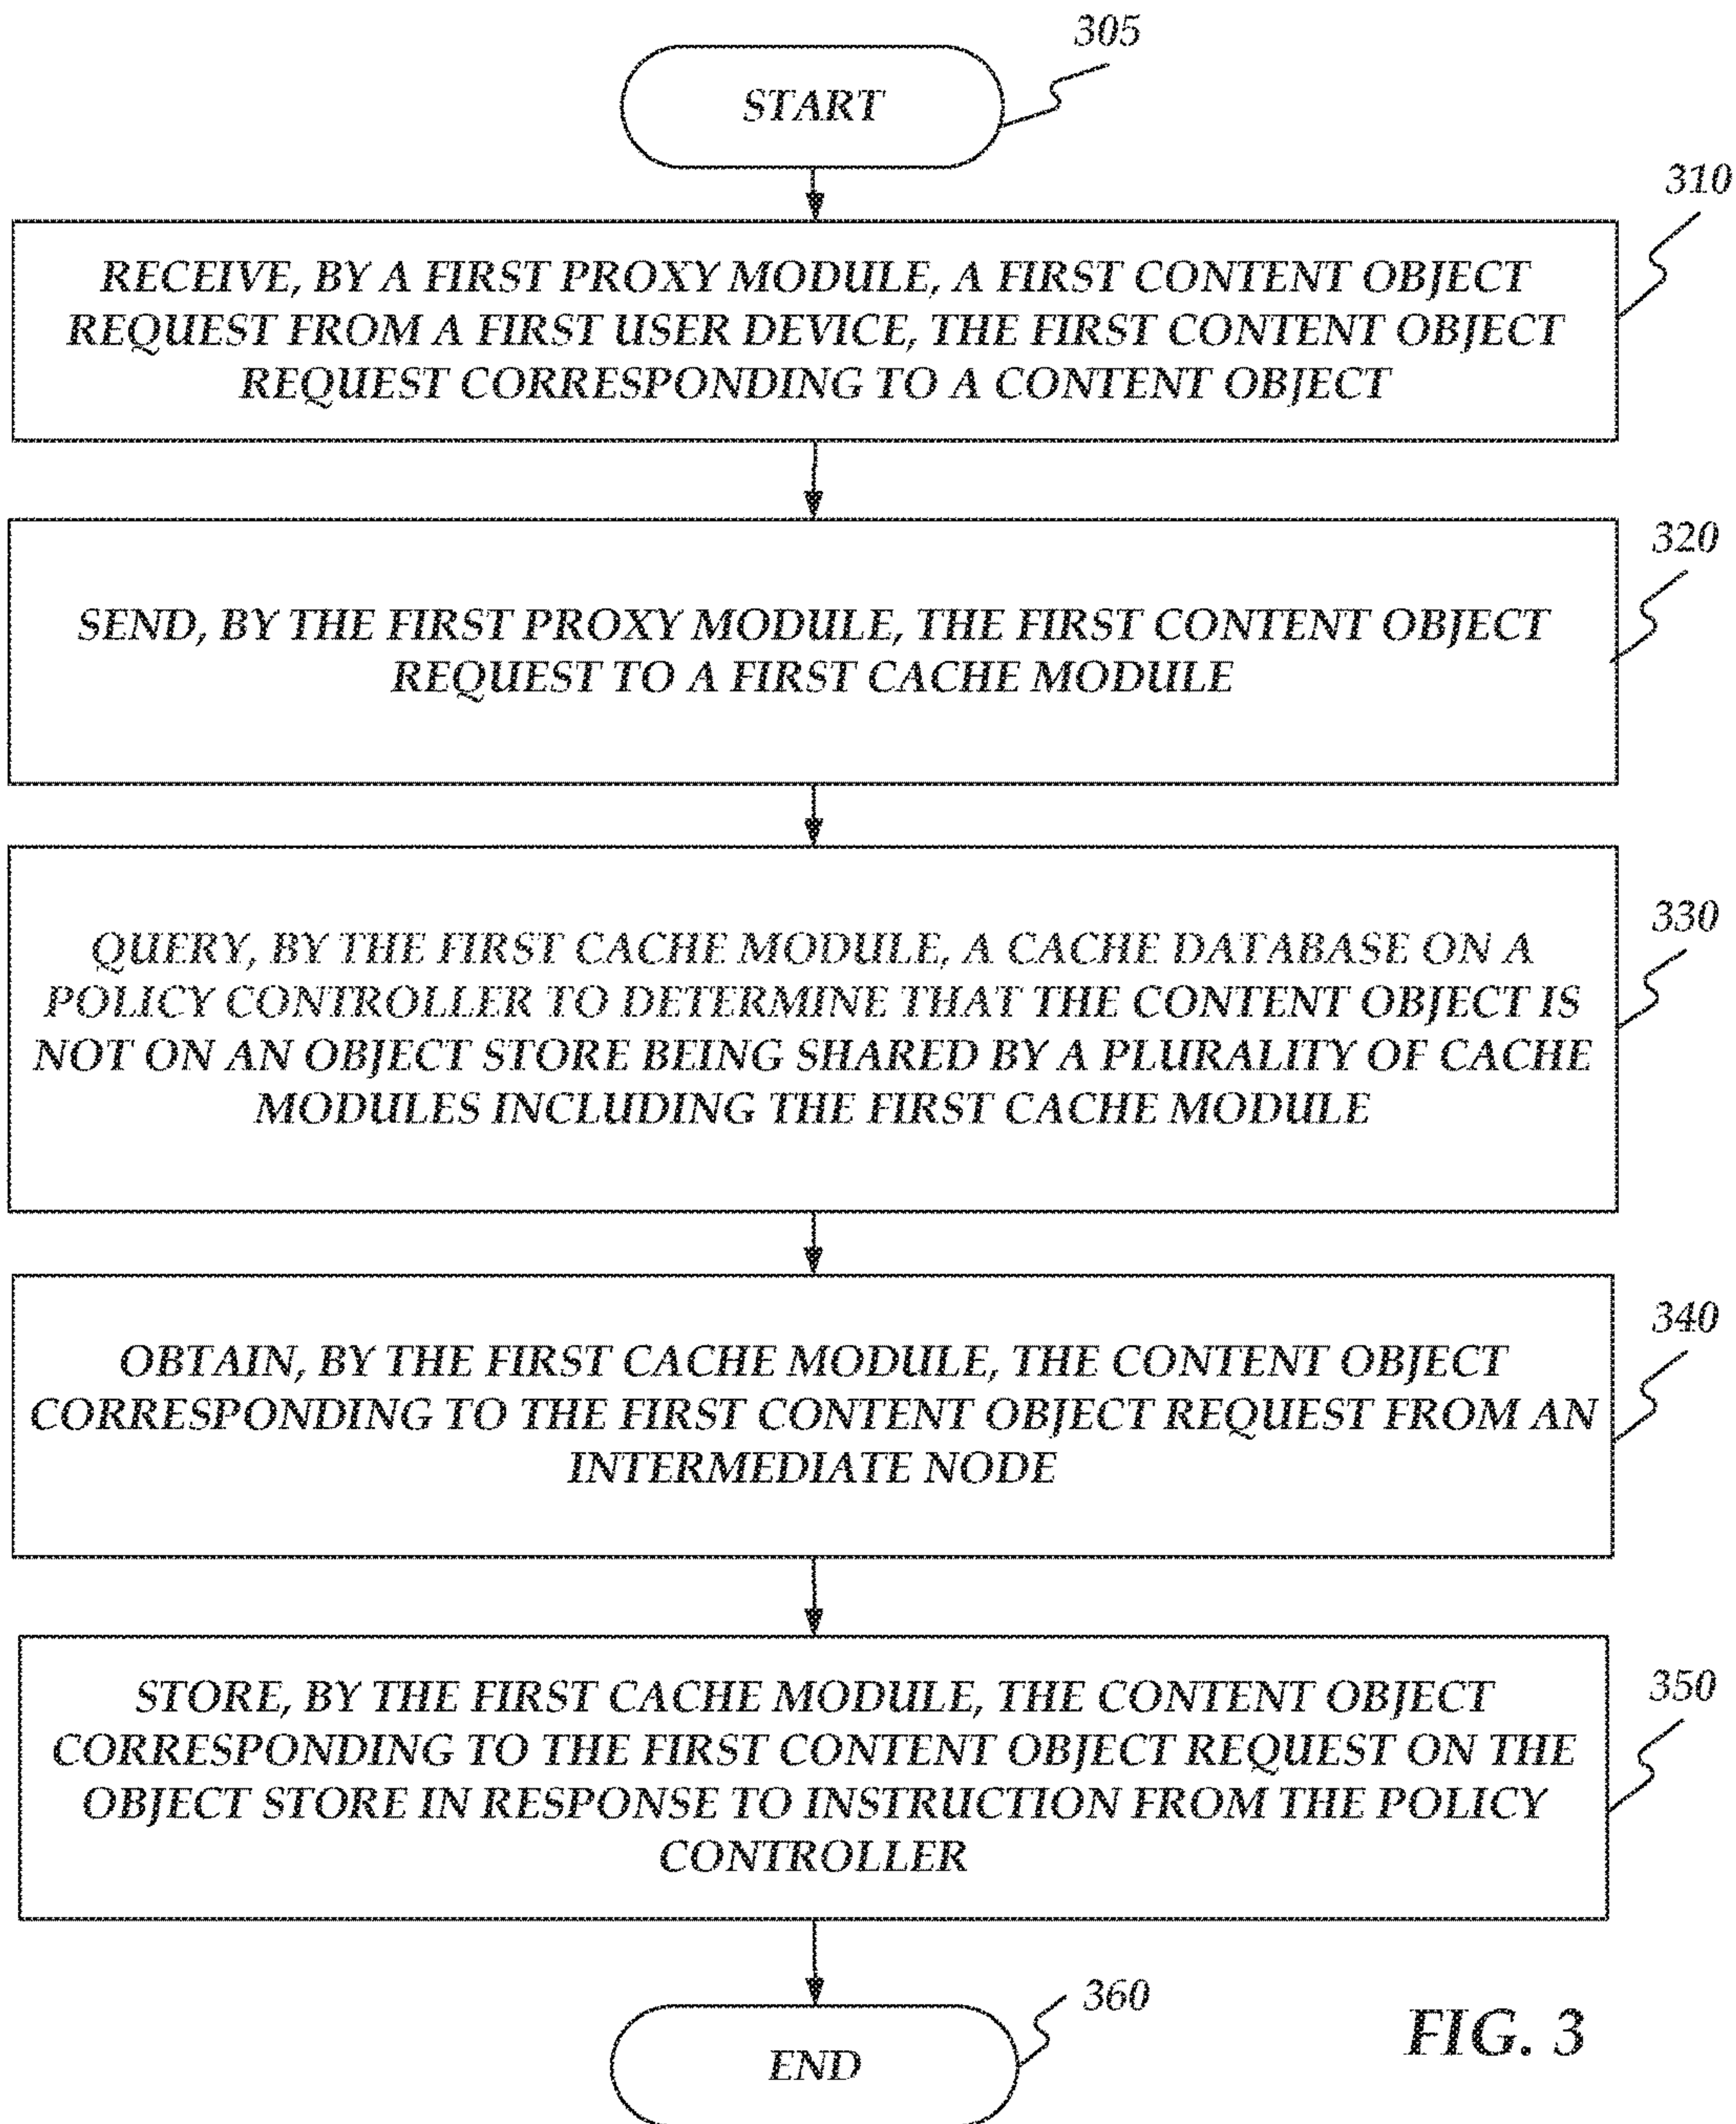 305
START
310
RECEIVE, BY A FIRST PROXY MODULE, A FIRST CONTENT OBJECT
REQUEST FROM A FIRST USER DEVICE, THE FIRST CONTENT OBJECT
REQUEST CORRESPONDING TO A CONTENT OBJECT
320
SEND, BY THE FIRST PROXY MODULE, THE FIRST CONTENT OBJECT
REQUEST TO A FIRST CACHE MODULE
330
QUERY, BY THE FIRST CACHE MODULE, A CACHE DATABASE ON A
POLICY CONTROLLER TO DETERMINE THAT THE CONTENT OBJECT IS
NOT ON AN OBJECT STORE BEING SHARED BY A PLURALITY OF CACHE
MODULES INCLUDING THE FIRST CACHE MODULE
340
OBTAIN, BY THE FIRST CACHE MODULE, THE CONTENT OBJECT
CORRESPONDING TO THE FIRST CONTENT OBJECT REQUEST FROM AN
INTERMEDIATE NODE
350
STORE, BY THE FIRST CACHE MODULE, THE CONTENT OBJECT
CORRESPONDING TO THE FIRST CONTENT OBJECT REQUEST ON THE
OBJECT STORE IN RESPONSE TO INSTRUCTION FROM THE POLICY
CONTROLLER
360
END
FIG. 3